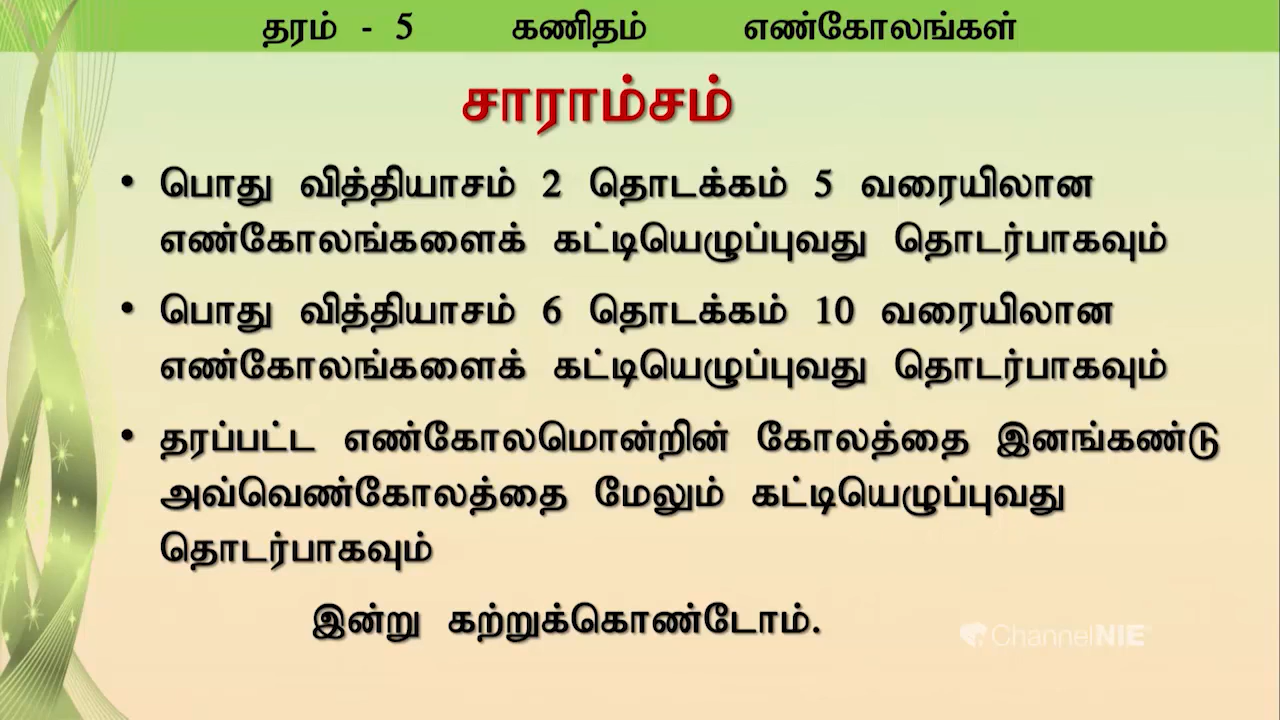 தரம் - 5 கணிதம் எண்கோலங்கள்
சாராம்சம்
• பொது வித்தியாசம் 2 தொடக்கம் 5 வரையிலான
எண்கோலங்களைக் கட்டியெழுப்புவது தொடர்பாகவும்
• பொது வித்தியாசம் 6 தொடக்கம் 10 வரையிலான
எண்கோலங்களைக் கட்டியெழுப்புவது தொடர்பாகவும்
• தரப்பட்ட எண்கோலமொன்றின் கோலத்தை இனங்கண்டு
அவ்வெண்கோலத்தை மேலும் கட்டியெழுப்புவது
தொடர்பாகவும்
இன்று கற்றுக்கொண்டோம்.
ChannelNIE